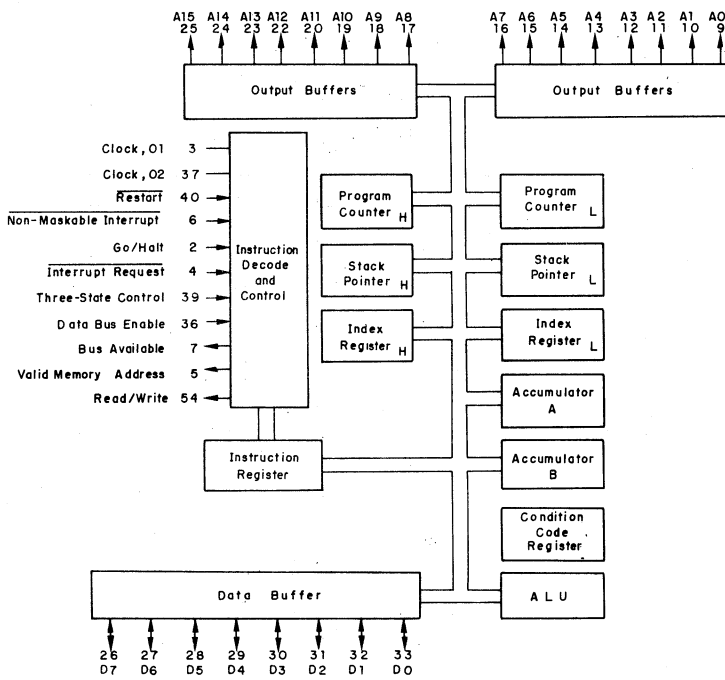 A15 A14 A13 A12 A11 A10 A9 A8
25 24 23 22 20 19 18 17
A7 A6 A5 A4 A3 A2 A1 A0
16 15 14 13 12 11 10 9
Output Buffers
Output Buffers
Clock, O1 3
Clock, O2 37
Restart 40
Non-Maskable Interrupt 6
Go/Halt 2
Interrupt Request 4
Three-State Control 39
Data Bus Enable 36
Bus Available 7
Valid Memory Address 5
Read/Write 54
Instruction
Decode
and
Control
Program
Counter H
Program
Counter L
Stack
Pointer H
Stack
Pointer L
Index
Register H
Index
Register L
Accumulator
A
Instruction
Register
Accumulator
B
Condition
Code
Register
Data Buffer
ALU
26 27 28 29 30 31 32 33
D7 D6 D5 D4 D3 D2 D1 D0